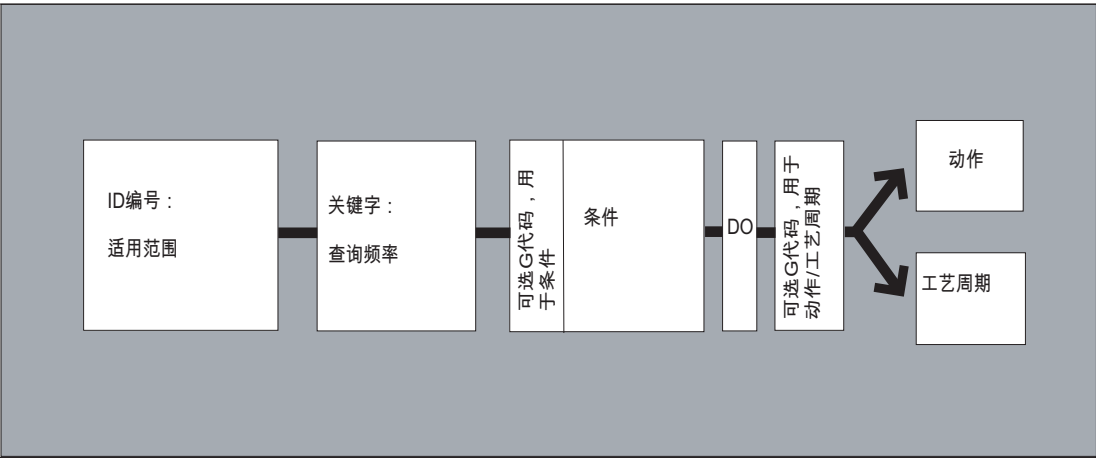 ID编号：
适用范围
关键字：
查询频率
可选G代码，用
于条件
条件
DO
可选G代码，用于
动作/工艺周期
动作
工艺周期